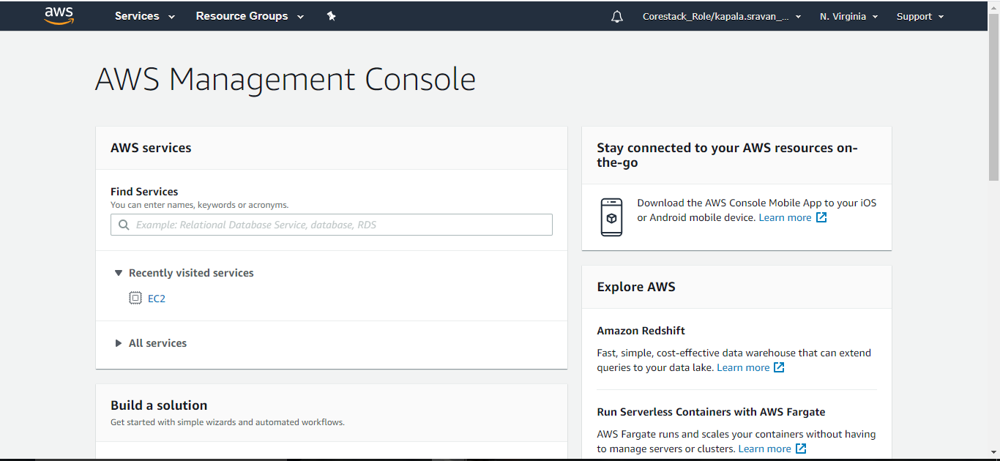 aws Services Resource Groups Corestack_Role/kapala.sravan_... N. Virginia Support
AWS Management Console
AWS services
Find Services
You can enter names, keywords or acronyms.
Example: Relational Database Service, database, RDS
Recently visited services
EC2
All services
Build a solution
Get started with simple wizards and automated workflows.
Stay connected to your AWS resources on-
the-go
Download the AWS Console Mobile App to your iOS
or Android mobile device. Learn more
Explore AWS
Amazon Redshift
Fast, simple, cost-effective data warehouse that can extend
queries to your data lake. Learn more
Run Serverless Containers with AWS Fargate
AWS Fargate runs and scales your containers without having
to manage servers or clusters. Learn more